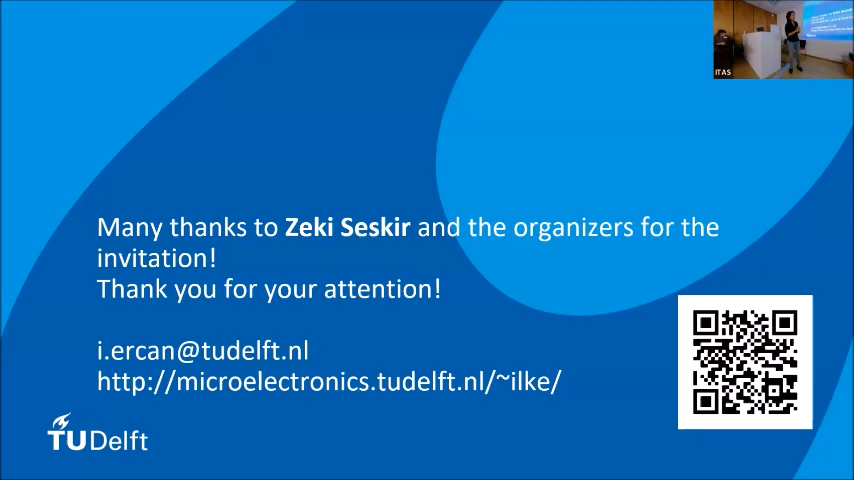 ITAS
Many thanks to Zeki Seskir and the organizers for the
invitation!
Thank you for your attention!
i.ercan@tudelft.nl
http://microelectronics.tudelft.nl/~ilke/
TUDelft